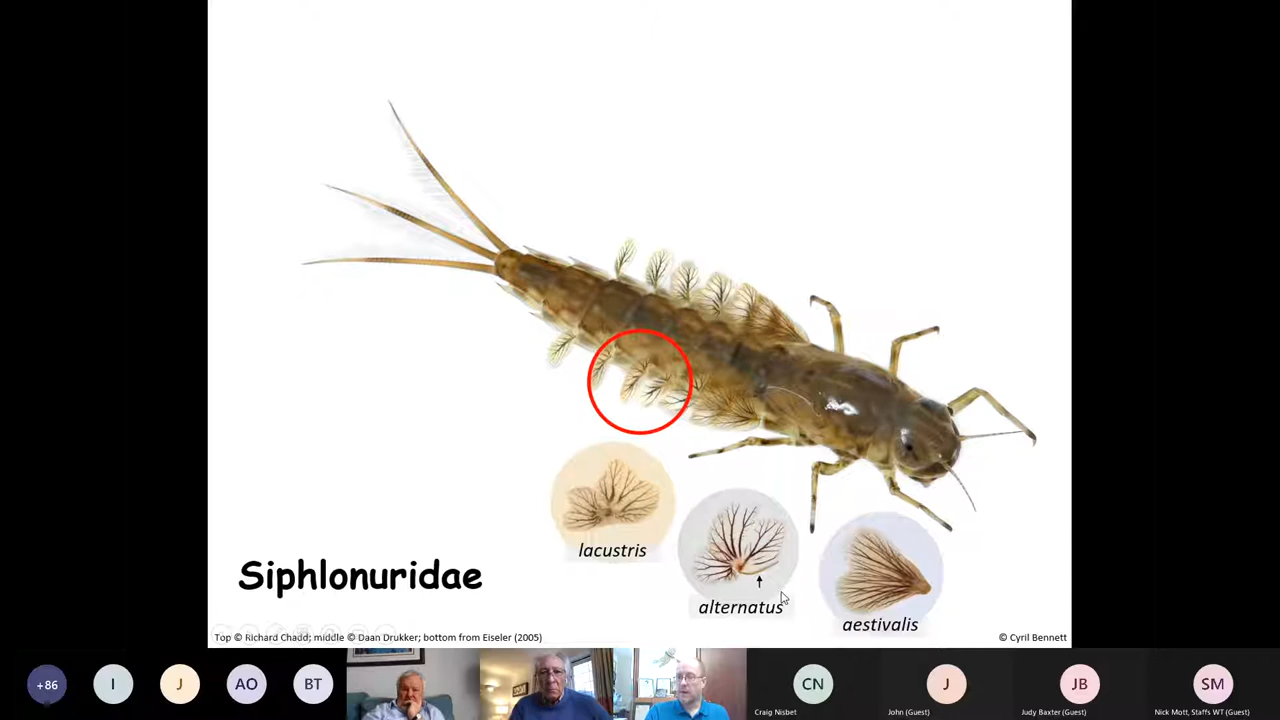 lacustris
alternatus
aestivalis
Siphlonuridae
Top © Richard Chadd; middle © Daan Drukker; bottom from Eiseler (2005)
© Cyril Bennett
+86
I
J
AO
BT
CN
Craig Nisbet
J
John (Guest)
JB
Judy Baxter (Guest)
SM
Nick Mott, Staffs WT (Guest)